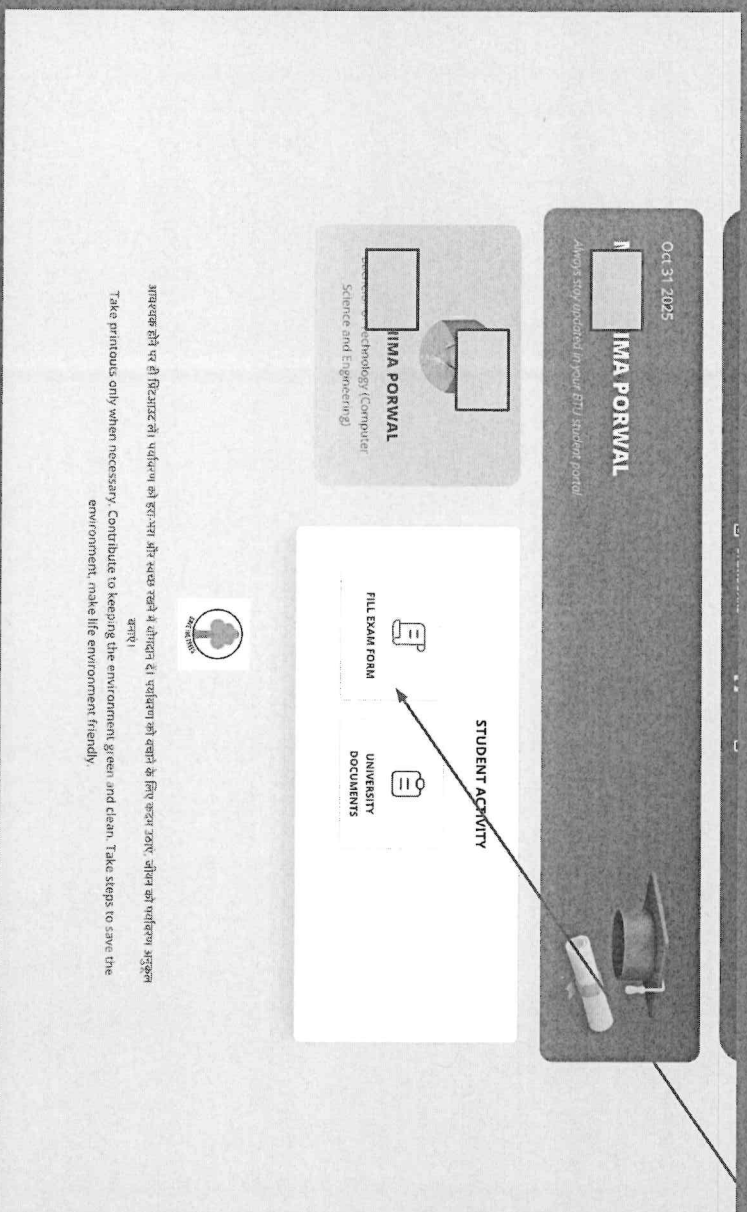 Oct 31 2025
IMA PORWAL
Always stay updated in your BTU student portal
IMA PORWAL
Technology (Computer
Science and Engineering)
STUDENT ACTIVITY
FILL EXAM FORM
UNIVERSITY
DOCUMENTS
आवश्यक होने पर ही प्रिंटआउट लें। पर्यावरण को हरा-भरा और स्वच्छ रखने में योगदान दें। पर्यावरण को बचाने के लिए कदम उठाएं, जीवन को पर्यावरण अनुकूल
बनाएं।
Take printouts only when necessary. Contribute to keeping the environment green and clean. Take steps to save the
environment, make life environment friendly.